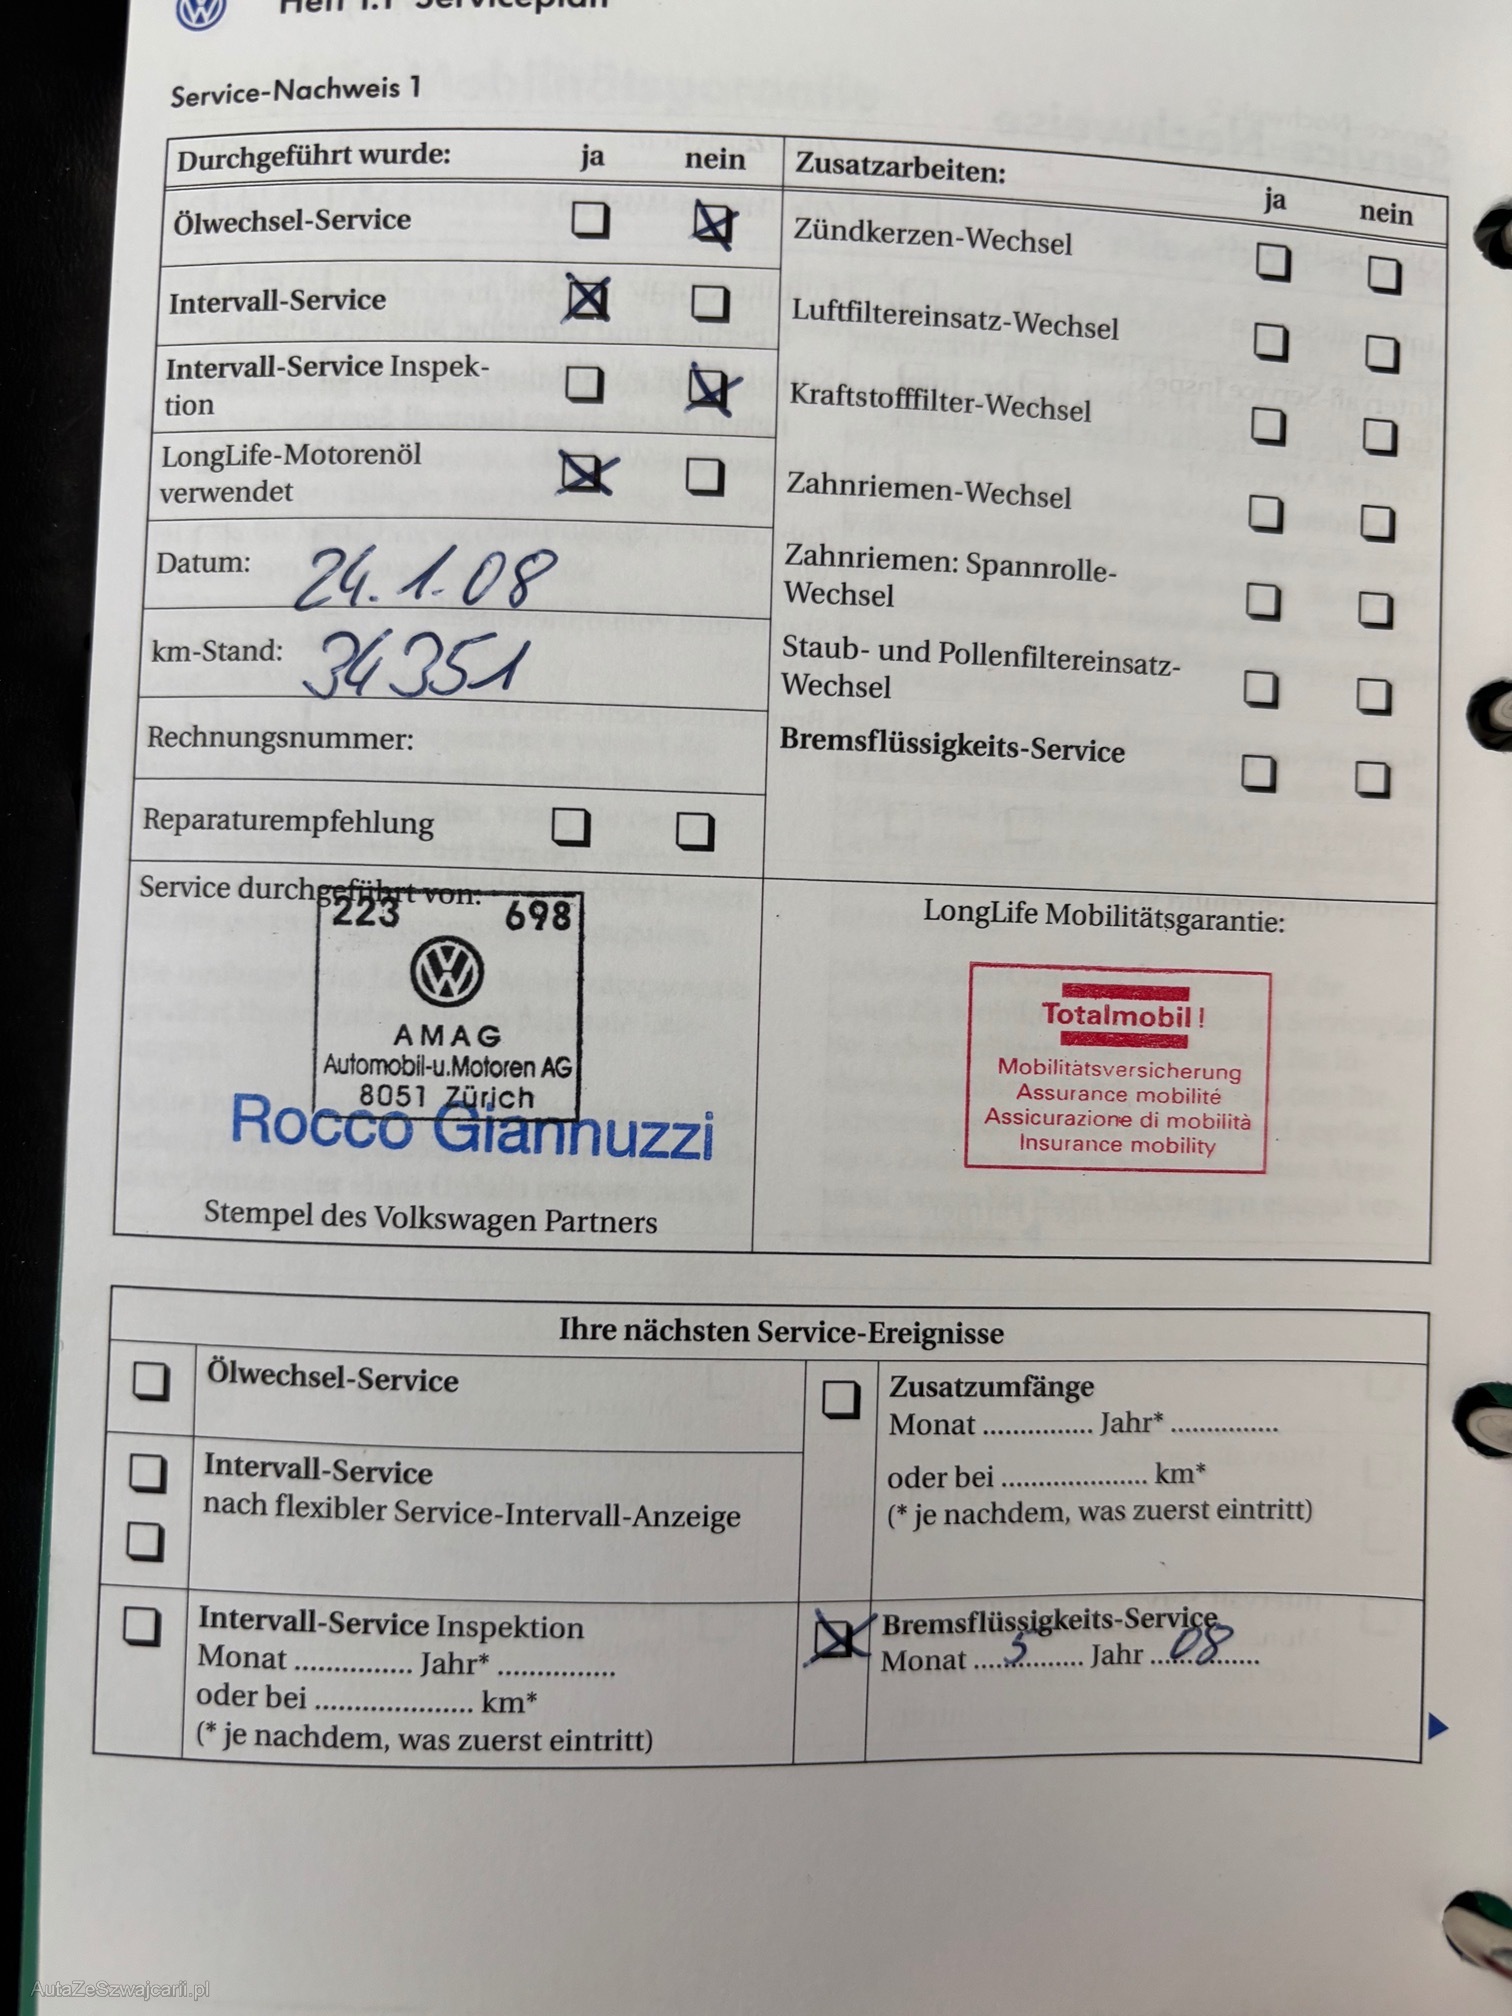 Heft 1.1 Serviceplan
Service-Nachweis 1
Durchgeführt wurde: ja nein
Ölwechsel-Service
Intervall-Service
Intervall-Service Inspek-
tion
LongLife-Motorenöl
verwendet
Datum: 24.1.08
km-Stand: 34351
Rechnungsnummer:
Reparaturempfehlung
Zusatzarbeiten:
ja nein
Zündkerzen-Wechsel
Luftfiltereinsatz-Wechsel
Kraftstofffilter-Wechsel
Zahnriemen-Wechsel
Zahnriemen: Spannrolle-
Wechsel
Staub- und Pollenfiltereinsatz-
Wechsel
Bremsflüssigkeits-Service
Service durchgeführt von:
223 698
AMAG
Automobil-u.Motoren AG
8051 Zürich
Rocco Giannuzzi
Stempel des Volkswagen Partners
LongLife Mobilitätsgarantie:
Totalmobil!
Mobilitätsversicherung
Assurance mobilité
Assicurazione di mobilità
Insurance mobility
Ihre nächsten Service-Ereignisse
Ölwechsel-Service
Intervall-Service
nach flexibler Service-Intervall-Anzeige
Intervall-Service Inspektion
Monat ............... Jahr* ...............
oder bei .................... km*
(* je nachdem, was zuerst eintritt)
Zusatzumfänge
Monat ............... Jahr* ...............
oder bei .................... km*
(* je nachdem, was zuerst eintritt)
Bremsflüssigkeits-Service
Monat ....5.... Jahr ....08....
AutaZeSzwajcarii.pl